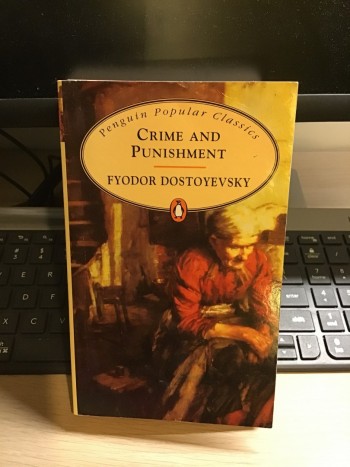 Penguin Popular Classics
CRIME AND
PUNISHMENT
FYODOR DOSTOYEVSKY